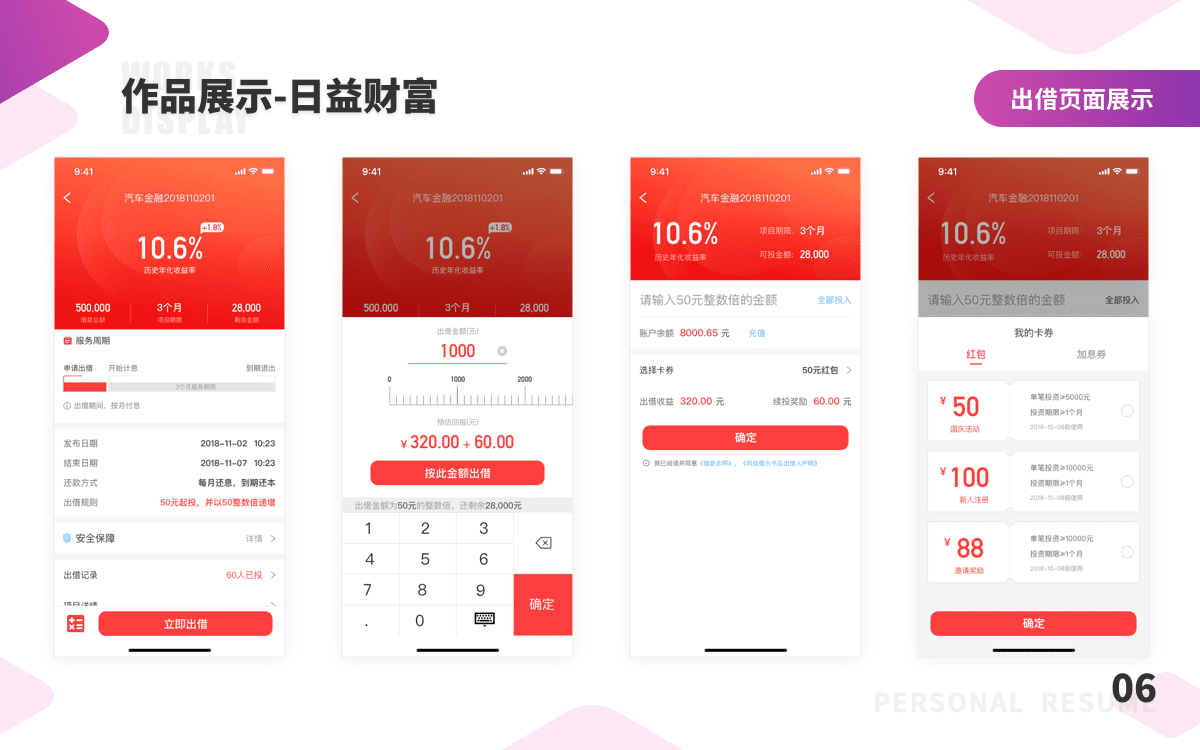 WORKS
DISPLAY
作品展示-日益财富
出借页面展示
9:41
汽车金融2018110201
+1.8%
10.6%
历史年化收益率
500,000
3个月
28,000
借款总额
项目期限
剩余金额
服务周期
申请出借
开始计息
到期退出
3个月服务期限
出借期间，按月付息
发布日期
2018-11-02 10:23
结束日期
2018-11-07 10:23
还款方式
每月还息，到期还本
出借规则
50元起投，并以50整数倍递增
安全保障
详情
出借记录
60人已投
项目详情
立即出借
9:41
汽车金融2018110201
+1.8%
10.6%
历史年化收益率
500,000
3个月
28,000
出借金额(元)
1000
0
1000
2000
预估回报(元)
￥320.00 + 60.00
按此金额出借
出借金额为50元的整数倍，还剩余28,000元
1 2 3
4 5 6
7 8 9
. 0
确定
9:41
汽车金融2018110201
10.6%
历史年化收益率
项目期限: 3个月
可投金额: 28,000
请输入50元整数倍的金额
全部投入
账户余额 8000.65 元 充值
选择卡券
50元红包
出借收益 320.00 元
续投奖励 60.00 元
确定
我已阅读并同意《借款合同》，《风险提示书及出借人声明》
9:41
汽车金融2018110201
10.6%
历史年化收益率
项目期限: 3个月
可投金额: 28,000
请输入50元整数倍的金额
全部投入
我的卡券
红包
加息券
￥50
国庆活动
单笔投资≥5000元
投资期限≥1个月
2018-10-08前使用
￥100
新人注册
单笔投资≥10000元
投资期限≥1个月
2018-10-08前使用
￥88
邀请奖励
单笔投资≥10000元
投资期限≥1个月
2018-10-08前使用
确定
PERSONAL RESUME
06